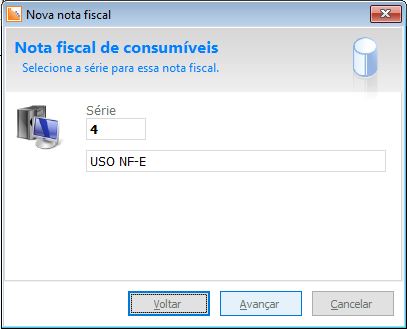 Nova nota fiscal
Nota fiscal de consumíveis
Selecione a série para essa nota fiscal.
Série
4
USO NF-E
Voltar
Avançar
Cancelar